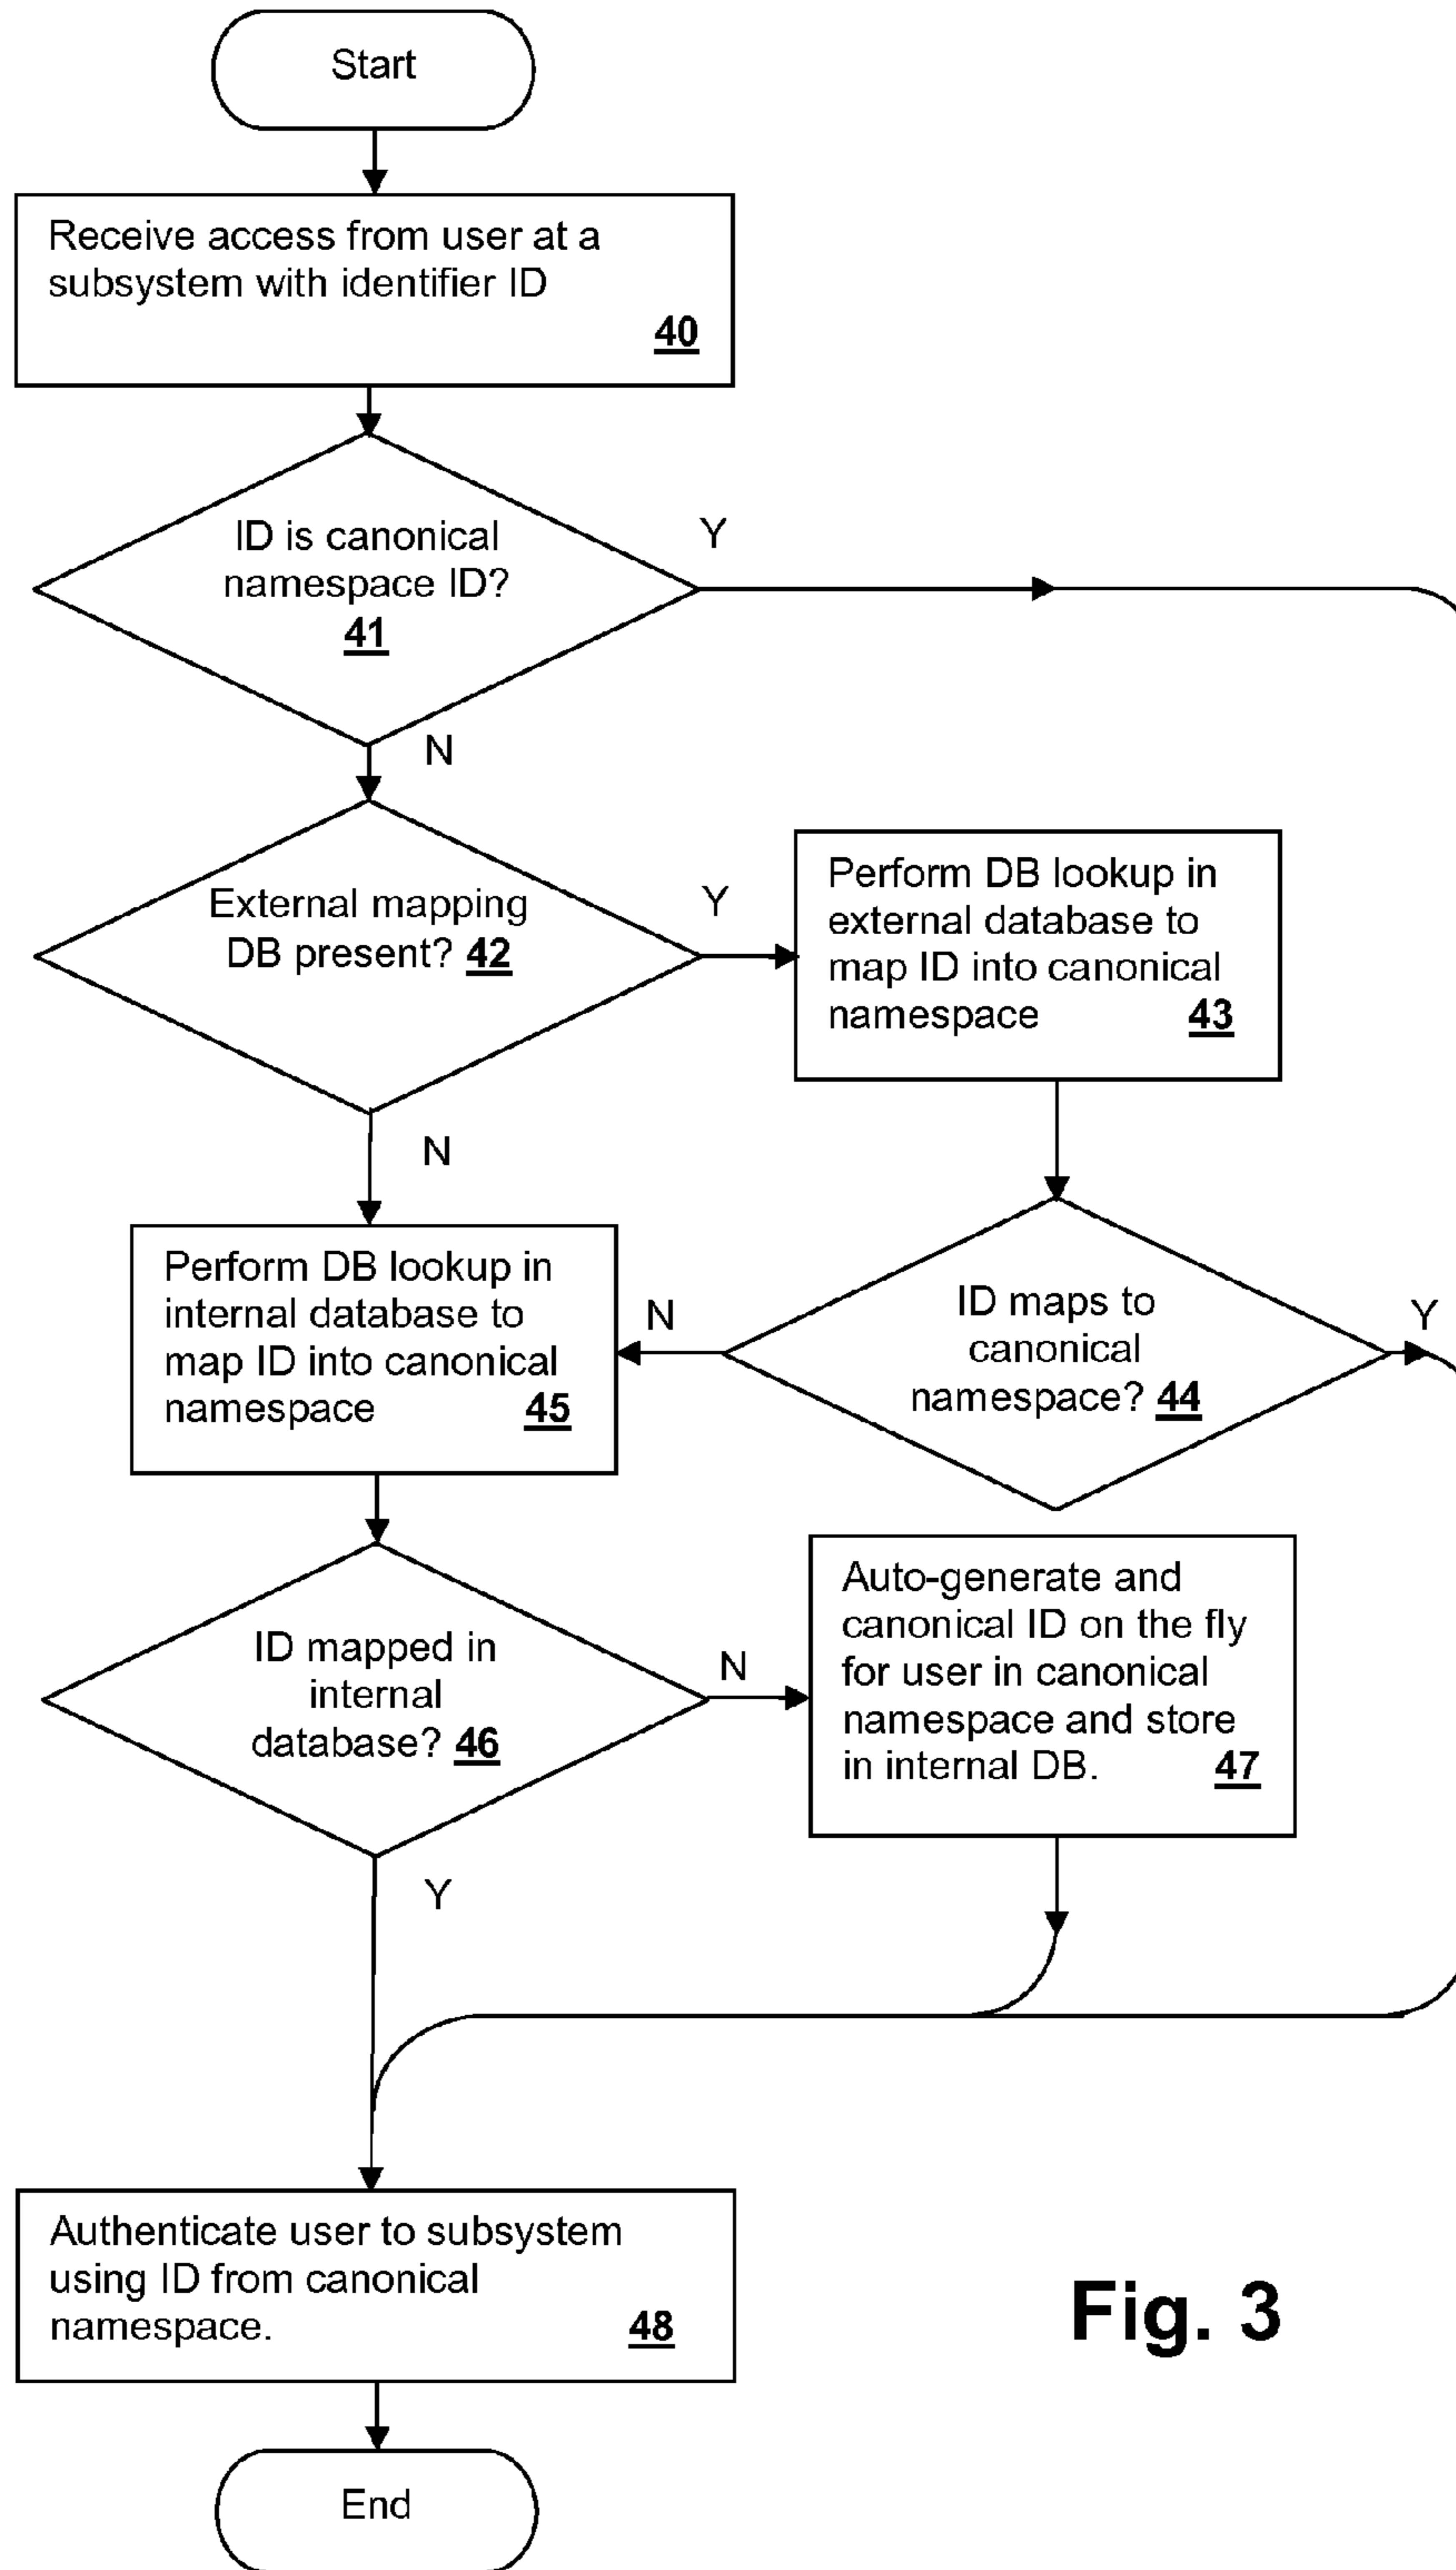 Start
Receive access from user at a
subsystem with identifier ID
40
ID is canonical
namespace ID?
41
Y
N
External mapping
DB present? 42
Y
Perform DB lookup in
external database to
map ID into canonical
namespace 43
N
Perform DB lookup in
internal database to
map ID into canonical
namespace 45
N
ID maps to
canonical
namespace? 44
Y
ID mapped in
internal
database? 46
N
Auto-generate and
canonical ID on the fly
for user in canonical
namespace and store
in internal DB. 47
Y
Authenticate user to subsystem
using ID from canonical
namespace. 48
Fig. 3
End